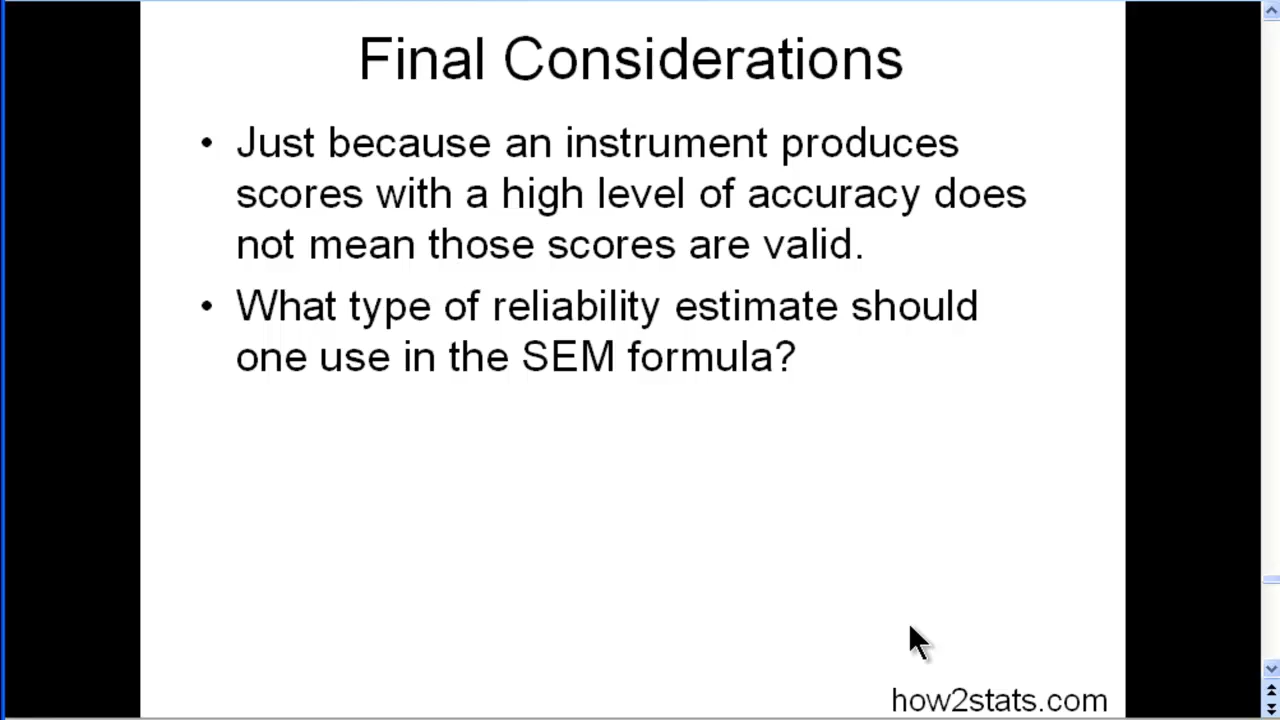 Final Considerations
• Just because an instrument produces
scores with a high level of accuracy does
not mean those scores are valid.
• What type of reliability estimate should
one use in the SEM formula?
how2stats.com